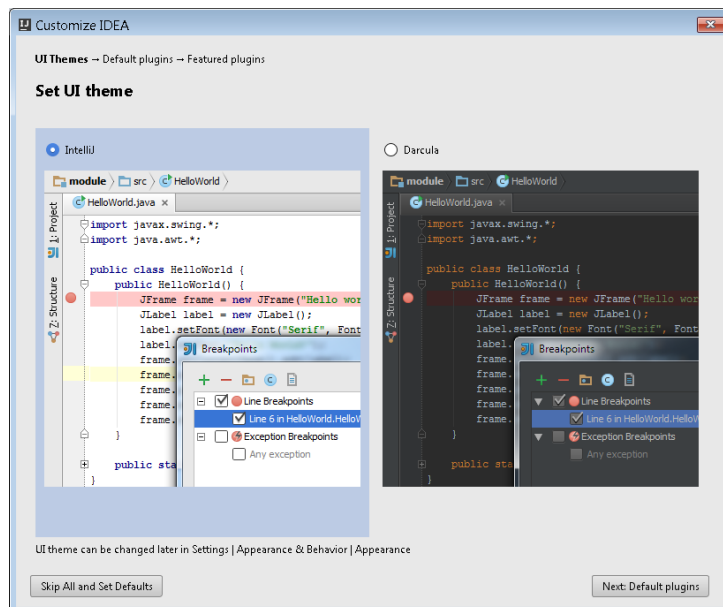 Customize IDEA
UI Themes → Default plugins → Featured plugins
Set UI theme
IntelliJ
module src HelloWorld
HelloWorld.java ×
1: Project
Z: Structure
import javax.swing.*;
import java.awt.*;
public class HelloWorld {
public HelloWorld() {
JFrame frame = new JFrame("Hello wor
JLabel label = new JLabel();
label.setFont(new Font("Serif", Font
label.
frame.
frame.
frame.
frame.
frame.
}
public sta
}
Breakpoints
Line Breakpoints
Line 6 in HelloWorld.HelloW
Exception Breakpoints
Any exception
Darcula
module src HelloWorld
HelloWorld.java ×
1: Project
Z: Structure
import javax.swing.*;
import java.awt.*;
public class HelloWorld {
public HelloWorld() {
JFrame frame = new JFrame("Hello wor
JLabel label = new JLabel();
label.setFont(new Font("Serif", Font
label.
frame.
frame.
frame.
frame.
frame.
}
public sta
}
Breakpoints
Line Breakpoints
Line 6 in HelloWorld.HelloW
Exception Breakpoints
Any exception
UI theme can be changed later in Settings | Appearance & Behavior | Appearance
Skip All and Set Defaults
Next: Default plugins